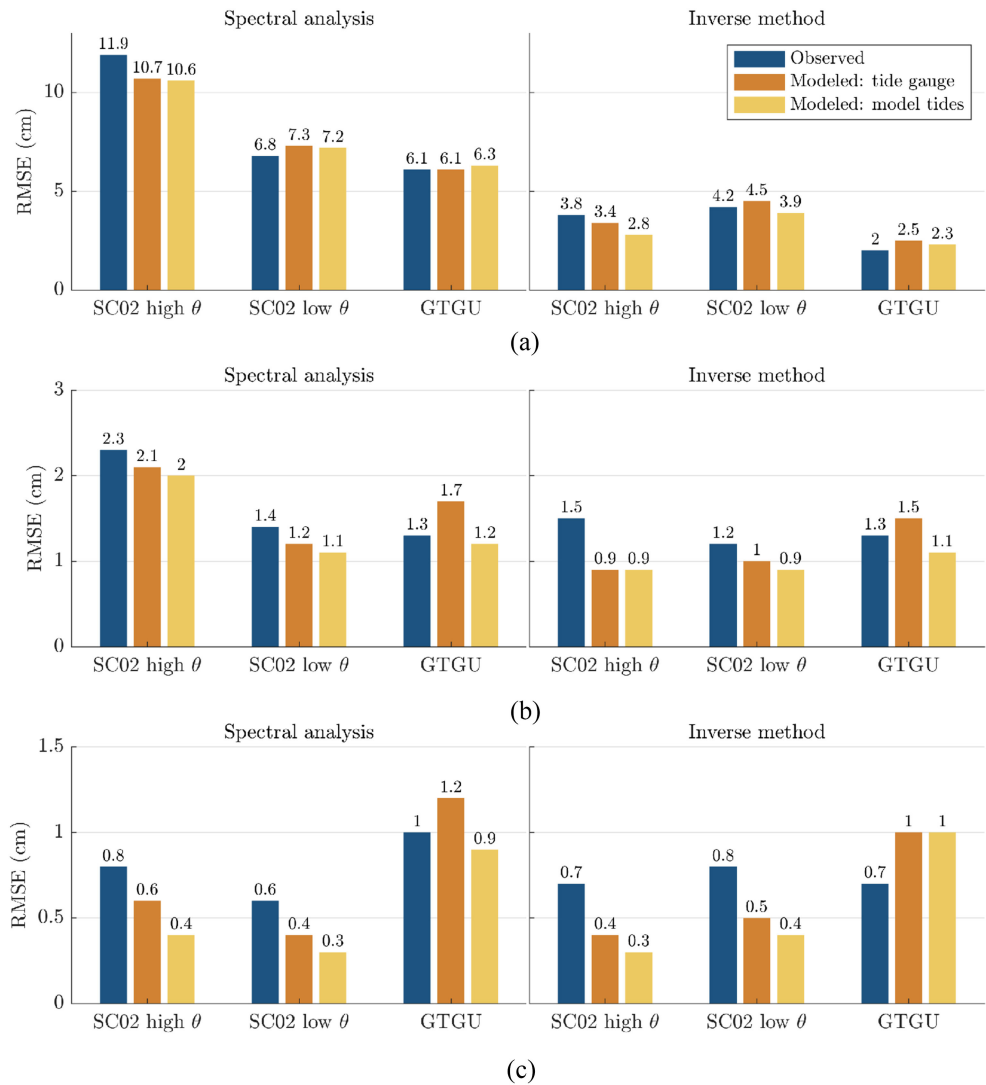 Spectral analysis Inverse method
RMSE (cm)
10
5
0
11.9 10.7 10.6 6.8 7.3 7.2 6.1 6.1 6.3 3.8 3.4 2.8 4.2 4.5 3.9 2 2.5 2.3
Observed
Modeled: tide gauge
Modeled: model tides
SC02 high θ SC02 low θ GTGU SC02 high θ SC02 low θ GTGU
(a)
Spectral analysis Inverse method
RMSE (cm)
3
2
1
0
2.3 2.1 2 1.4 1.2 1.1 1.3 1.7 1.2 1.5 0.9 0.9 1.2 1 0.9 1.3 1.5 1.1
SC02 high θ SC02 low θ GTGU SC02 high θ SC02 low θ GTGU
(b)
Spectral analysis Inverse method
RMSE (cm)
1.5
1
0.5
0
0.8 0.6 0.4 0.6 0.4 0.3 1 1.2 0.9 0.7 0.4 0.3 0.8 0.5 0.4 0.7 1 1
SC02 high θ SC02 low θ GTGU SC02 high θ SC02 low θ GTGU
(c)